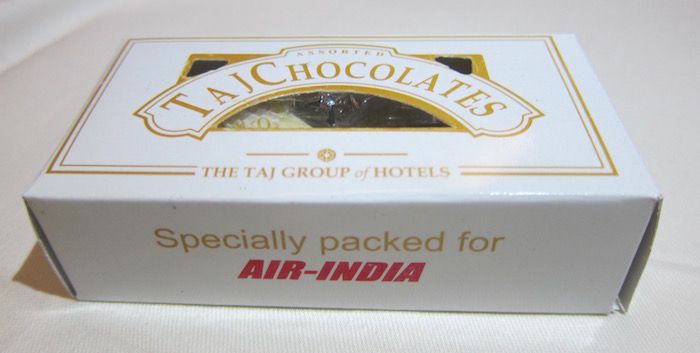 ASSORTED
TAJ CHOCOLATES
THE TAJ GROUP of HOTELS
Specially packed for
AIR-INDIA